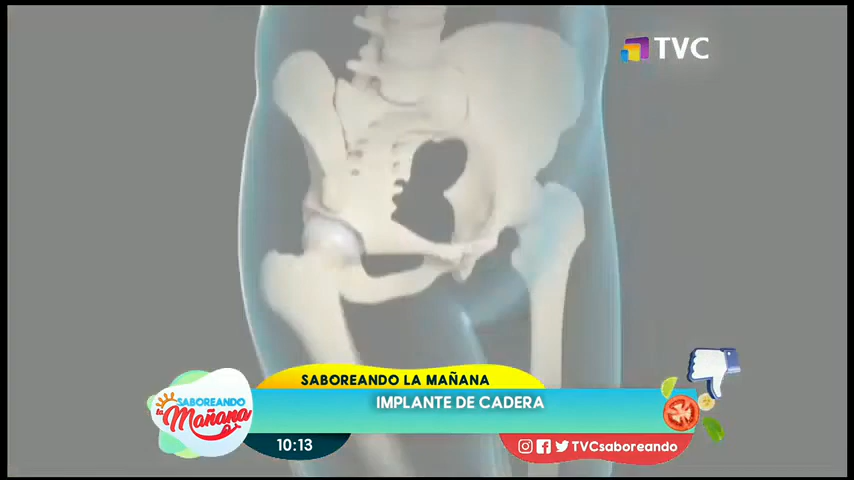 TVC
SABOREANDO LA MAÑANA
IMPLANTE DE CADERA
SABOREANDO
la Mañana
10:13
TVCsaboreando